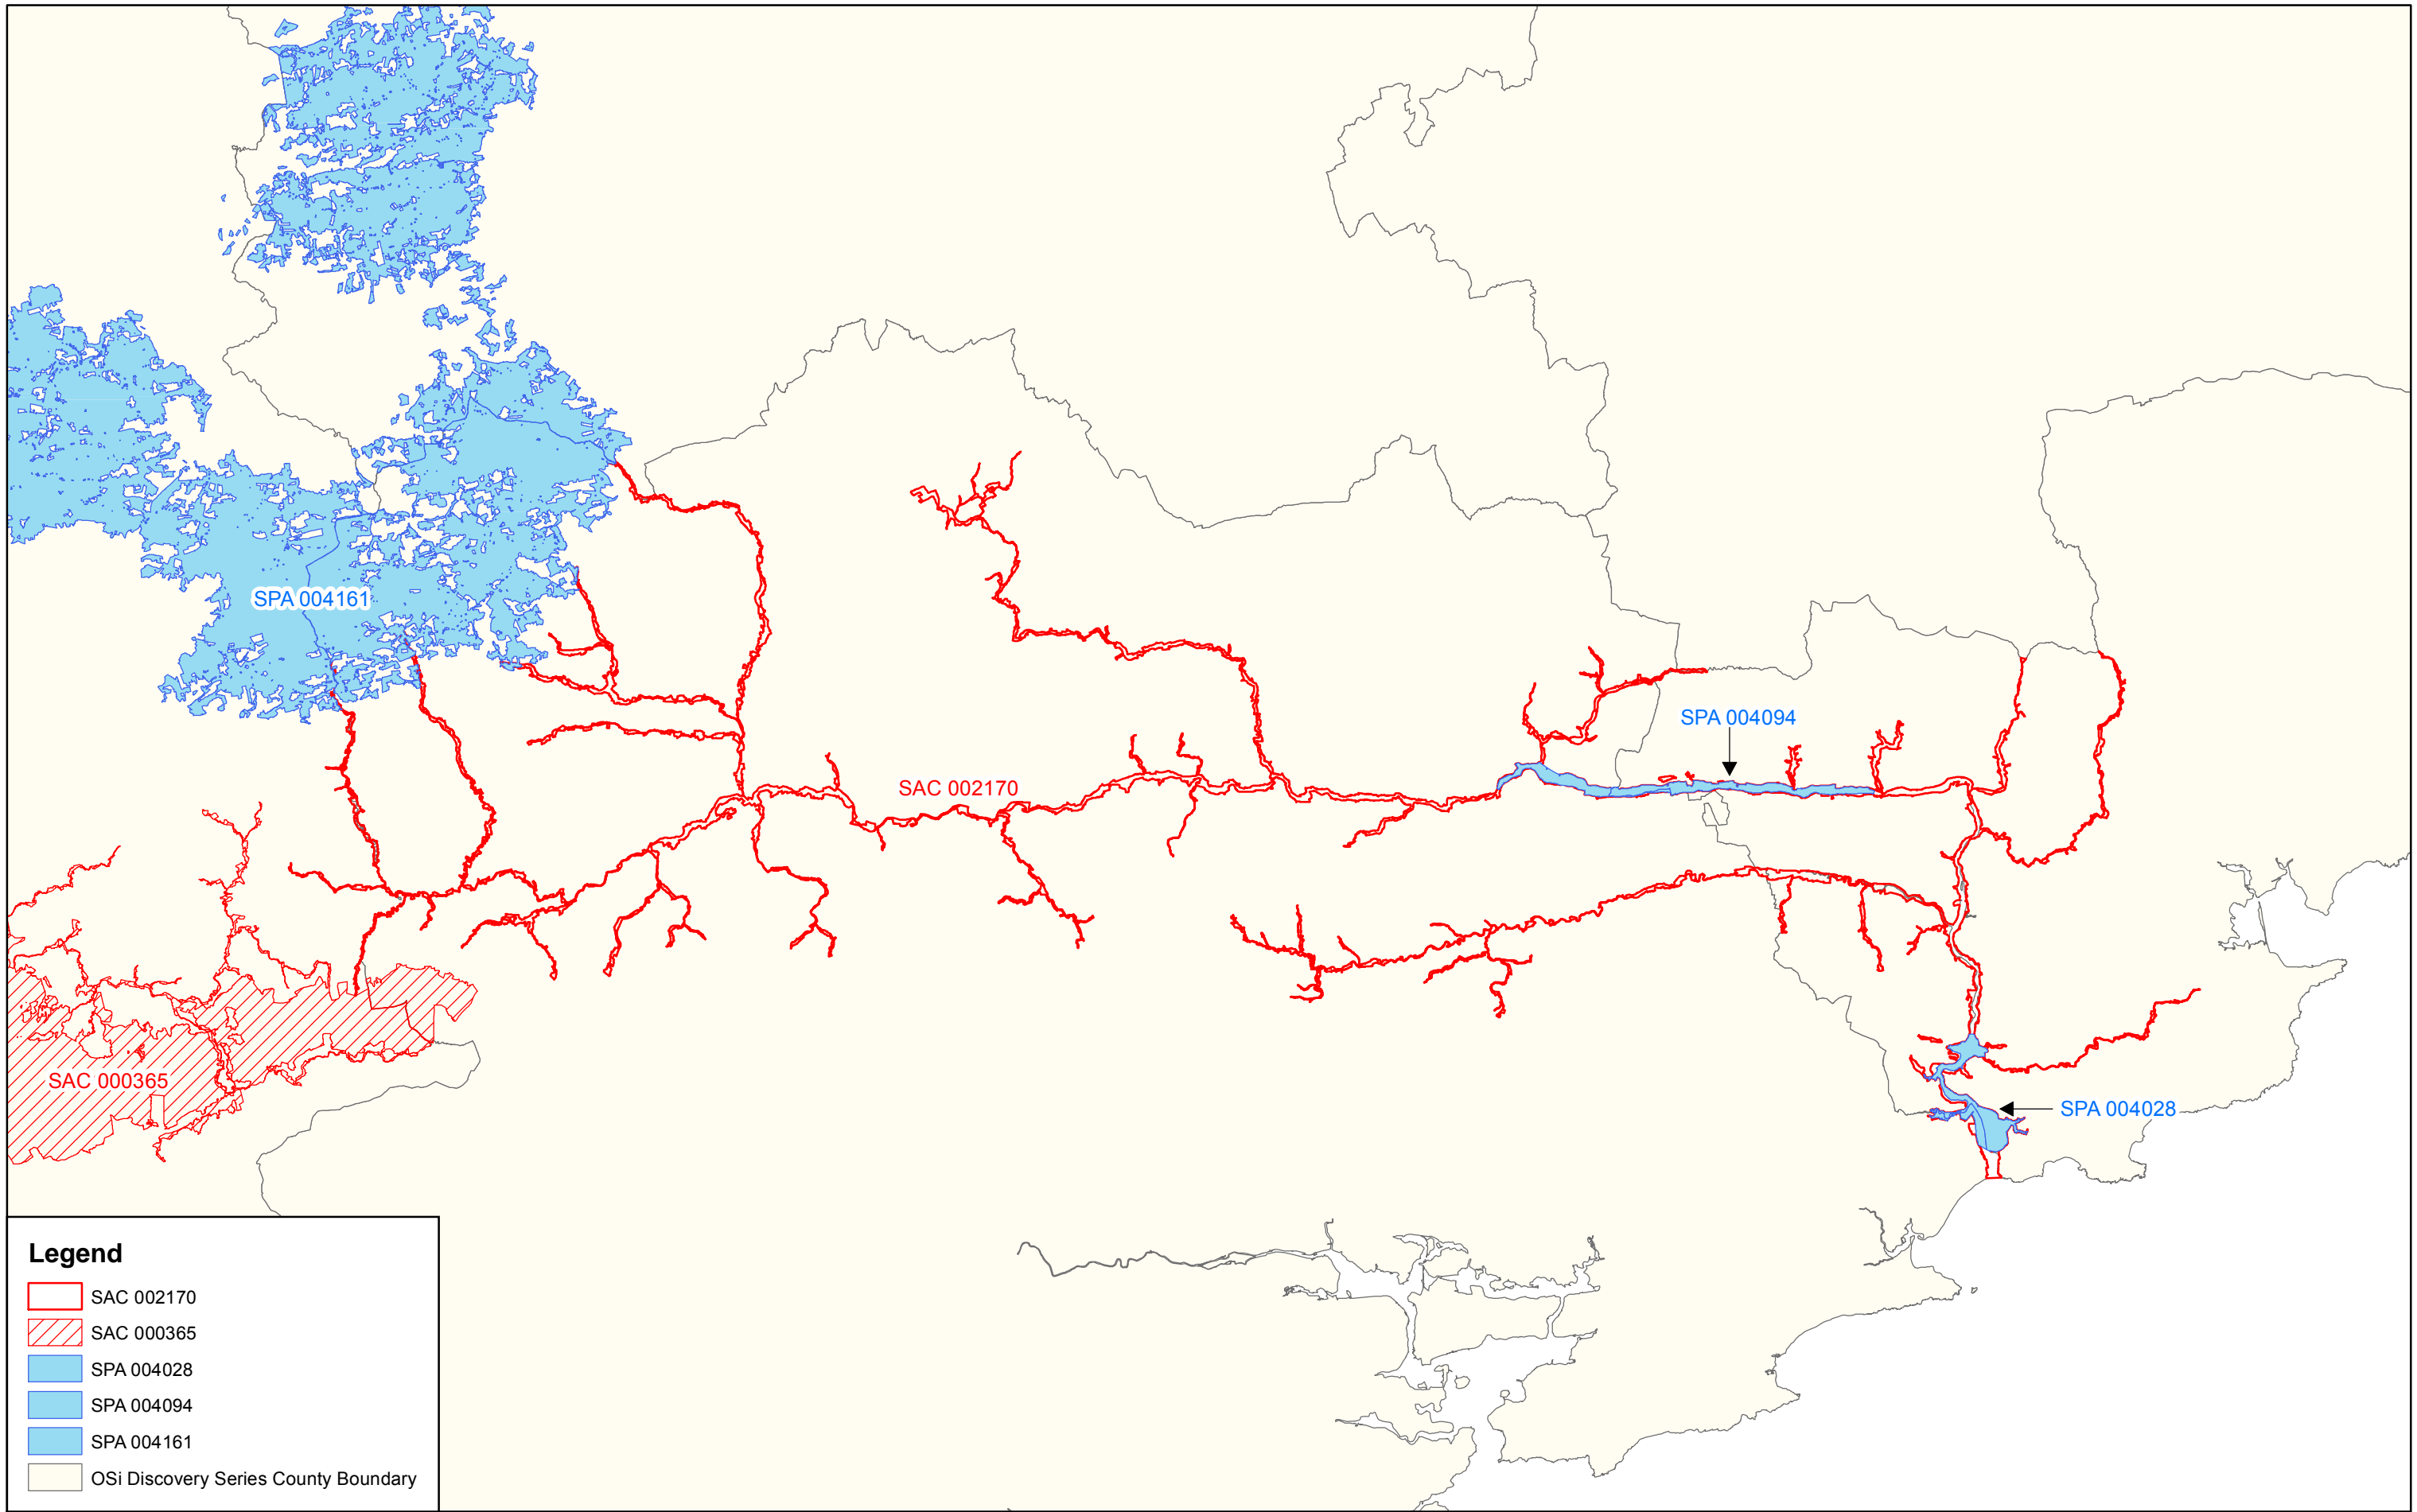 SPA 004161
SPA 004094
SAC 002170
SAC 000365
SPA 004028
Legend
SAC 002170
SAC 000365
SPA 004028
SPA 004094
SPA 004161
OSi Discovery Series County Boundary